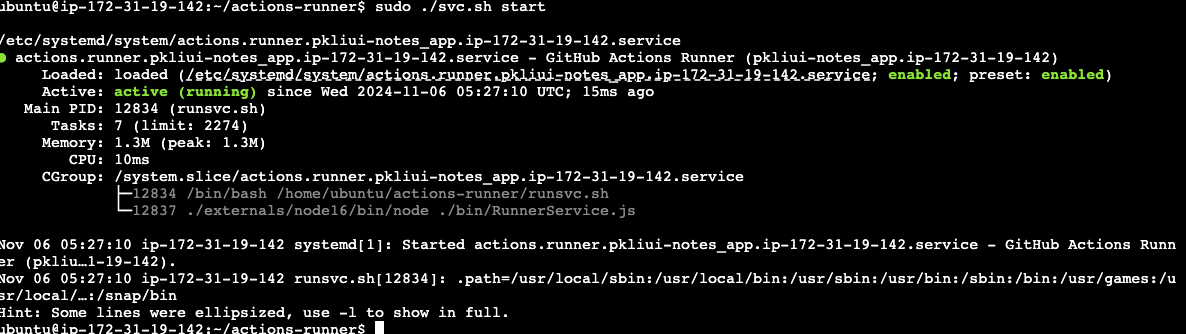 ubuntu@ip-172-31-19-142:~/actions-runner$ sudo ./svc.sh start
/etc/systemd/system/actions.runner.pkliui-notes_app.ip-172-31-19-142.service
● actions.runner.pkliui-notes_app.ip-172-31-19-142.service - GitHub Actions Runner (pkliui-notes_app.ip-172-31-19-142)
Loaded: loaded (/etc/systemd/system/actions.runner.pkliui-notes_app.ip-172-31-19-142.service; enabled; preset: enabled)
Active: active (running) since Wed 2024-11-06 05:27:10 UTC; 15ms ago
Main PID: 12834 (runsvc.sh)
Tasks: 7 (limit: 2274)
Memory: 1.3M (peak: 1.3M)
CPU: 10ms
CGroup: /system.slice/actions.runner.pkliui-notes_app.ip-172-31-19-142.service
├─12834 /bin/bash /home/ubuntu/actions-runner/runsvc.sh
└─12837 ./externals/node16/bin/node ./bin/RunnerService.js
Nov 06 05:27:10 ip-172-31-19-142 systemd[1]: Started actions.runner.pkliui-notes_app.ip-172-31-19-142.service - GitHub Actions Runn
er (pkliu…1-19-142).
Nov 06 05:27:10 ip-172-31-19-142 runsvc.sh[12834]: .path=/usr/local/sbin:/usr/local/bin:/usr/sbin:/usr/bin:/sbin:/bin:/usr/games:/u
sr/local/…:/snap/bin
Hint: Some lines were ellipsized, use -l to show in full.
ubuntu@ip-172-31-19-142:~/actions-runner$